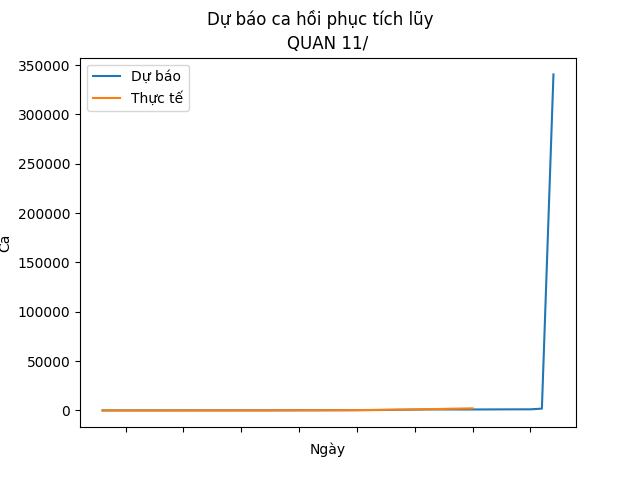 Dự báo ca hồi phục tích lũy
QUAN 11/
350000
300000
250000
200000
150000
100000
50000
0
Ca
Dự báo
Thực tế
Ngày